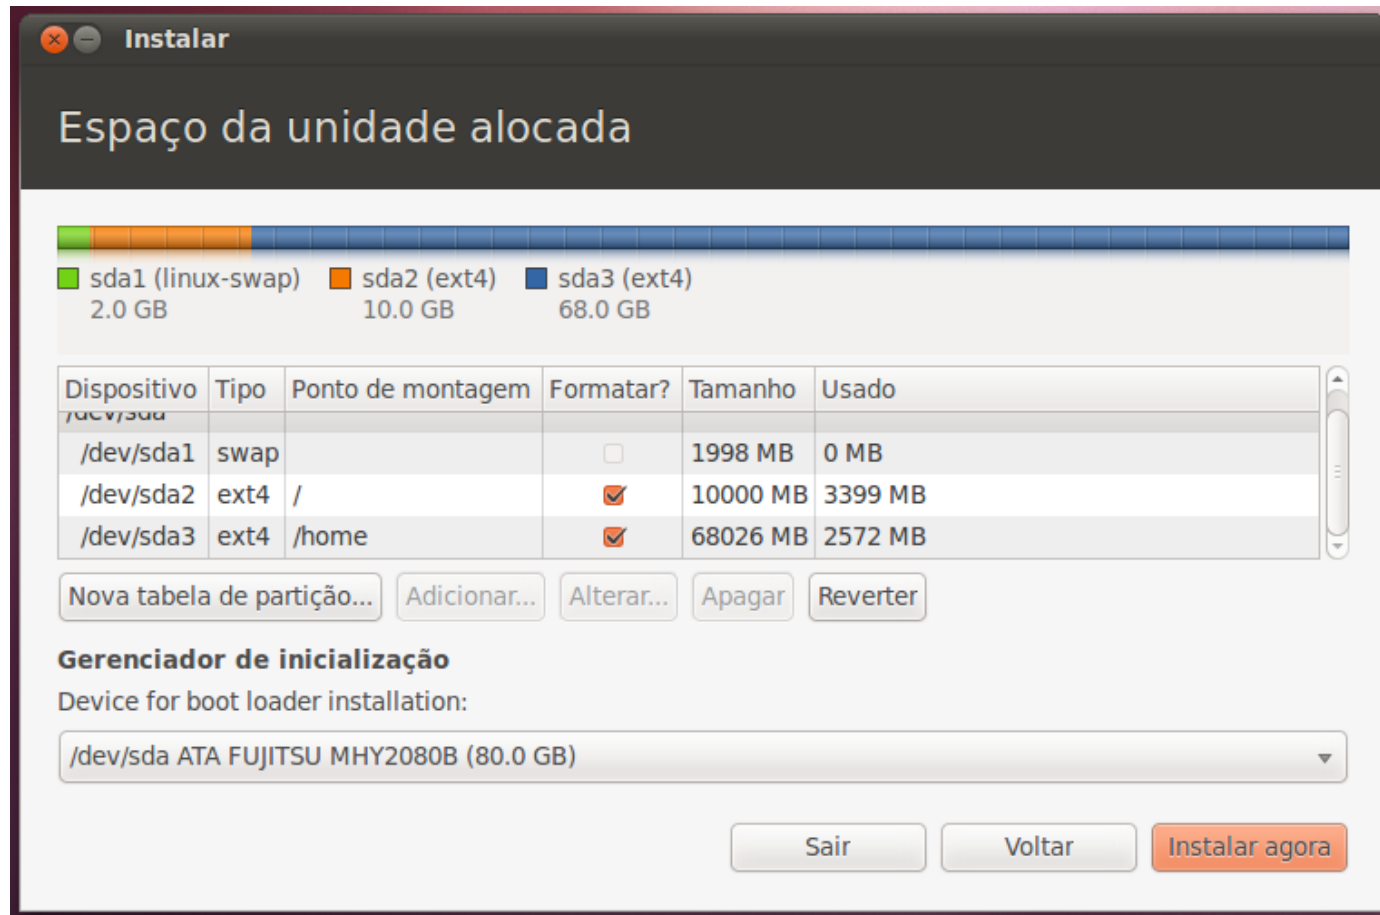 Instalar
Espaço da unidade alocada
sda1 (linux-swap) sda2 (ext4) sda3 (ext4)
2.0 GB 10.0 GB 68.0 GB
Dispositivo Tipo Ponto de montagem Formatar? Tamanho Usado
/dev/sda
/dev/sda1 swap 1998 MB 0 MB
/dev/sda2 ext4 / 10000 MB 3399 MB
/dev/sda3 ext4 /home 68026 MB 2572 MB
Nova tabela de partição... Adicionar... Alterar... Apagar Reverter
Gerenciador de inicialização
Device for boot loader installation:
/dev/sda ATA FUJITSU MHY2080B (80.0 GB)
Sair Voltar Instalar agora